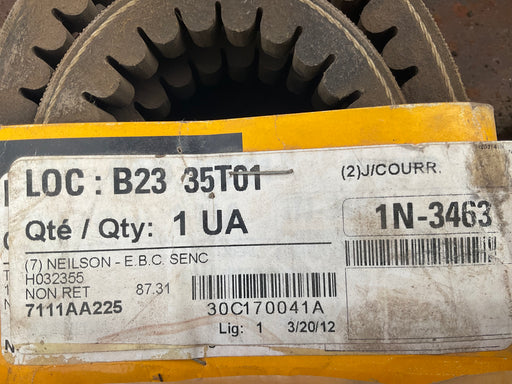 LOC : B23 35T01
(2)J/COURR.
Qté / Qty: 1 UA
1N-3463
(7) NEILSON - E.B.C. SENC
H032355
NON RET 87.31
7111AA225
30C170041A
Lig: 1 3/20/12